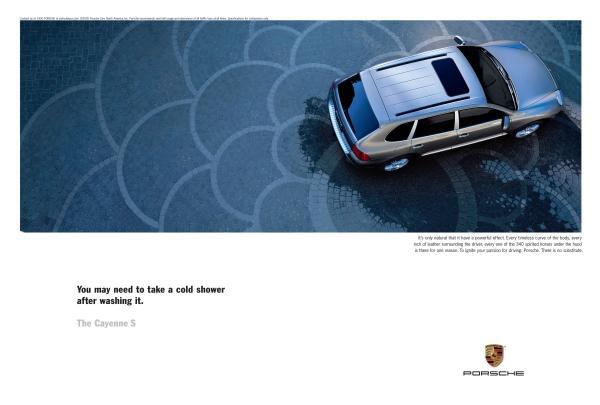 It's only natural that it have a powerful effect. Every timeless curve of the body, every
inch of leather surrounding the driver, every one of the 340 spirited horses under the hood
is there for one reason. To ignite your passion for driving. Porsche. There is no substitute.
You may need to take a cold shower
after washing it.
The Cayenne S
PORSCHE